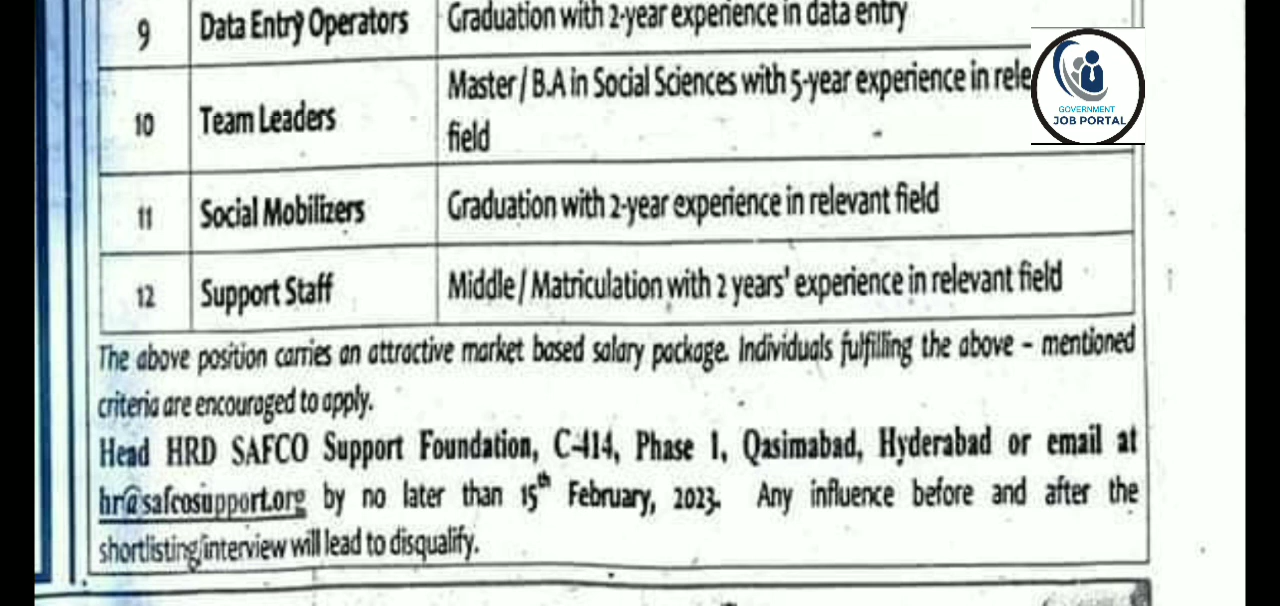 9 Data Entry Operators Graduation with 2-year experience in data entry
10 Team Leaders Master / B.A in Social Sciences with 5-year experience in rele
field
11 Social Mobilizers Graduation with 2-year experience in relevant field
12 Support Staff Middle / Matriculation with 2 years' experience in relevant field
GOVERNMENT
JOB PORTAL
The above position carries an attractive market based salary package. Individuals fulfilling the above – mentioned
criteria are encouraged to apply.
Head HRD SAFCO Support Foundation, C-414, Phase 1, Qasimabad, Hyderabad or email at
hr@safcosupport.org by no later than 15th February, 2023. Any influence before and after the
shortlisting/interview will lead to disqualify.